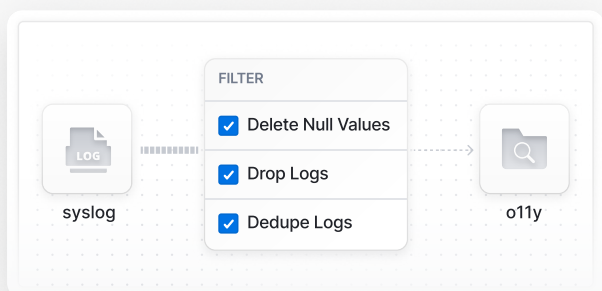 FILTER
Delete Null Values
LOG
Drop Logs
Dedupe Logs
syslog
o11y